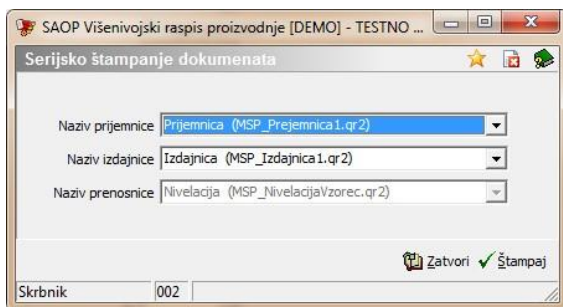 SAOP Višenivojski raspis proizvodnje [DEMO] - TESTNO ...
Serijsko štampanje dokumenata
Naziv prijemnice Prijemnica (MSP_Prejemnica1.qr2)
Naziv izdajnice Izdajnica (MSP_Izdajnica1.qr2)
Naziv prenosnice Nivelacija (MSP_NivelacijaVzorec.qr2)
Zatvori Štampaj
Skrbnik 002